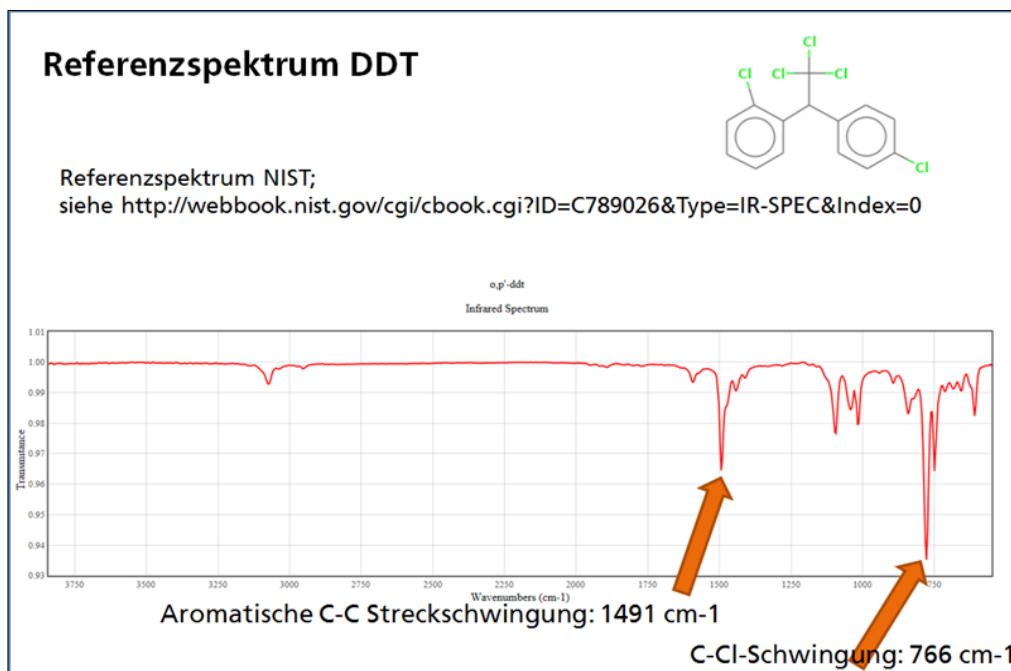 Referenzspektrum DDT
Cl
Cl
Cl
Cl
Cl
Referenzspektrum NIST;
siehe http://webbook.nist.gov/cgi/cbook.cgi?ID=C789026&Type=IR-SPEC&Index=0
o,p'-ddt
Infrared Spectrum
Transmitance
1.01
1.00
0.99
0.98
0.97
0.96
0.95
0.94
0.93
3750
3500
3250
3000
2750
2500
2250
2000
1750
1500
1250
1000
750
Wavenumbers (cm-1)
Aromatische C-C Streckschwingung: 1491 cm-1
C-Cl-Schwingung: 766 cm-1